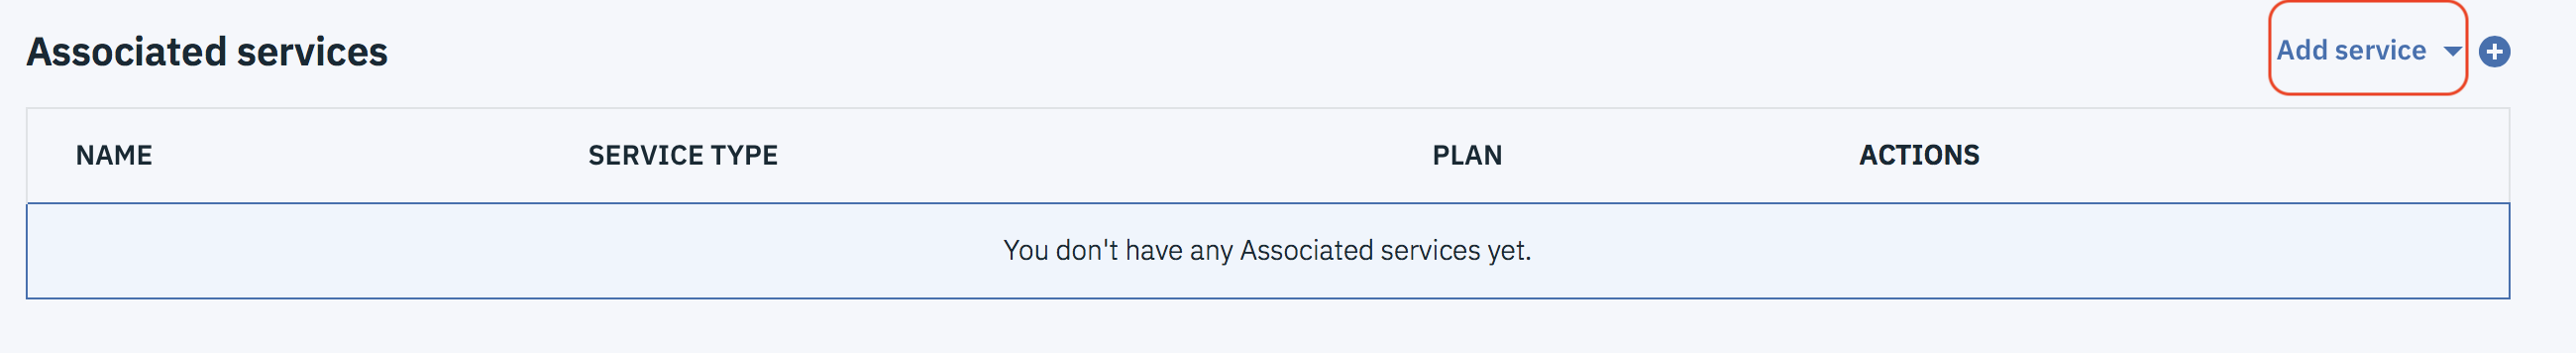 Associated services
Add service
NAME SERVICE TYPE PLAN ACTIONS
You don't have any Associated services yet.